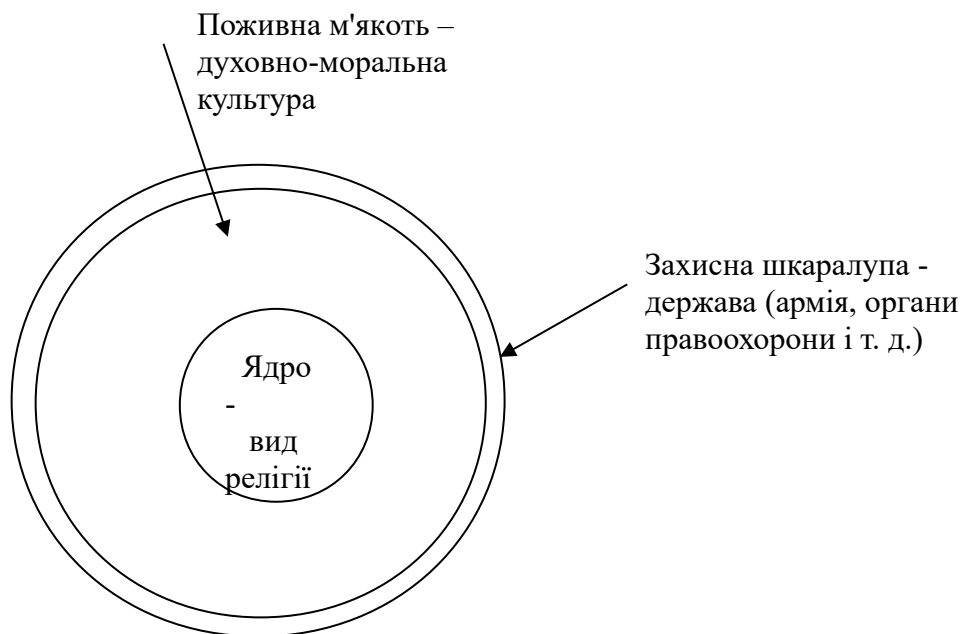 Поживна м'якоть –
духовно-моральна
культура
Захисна шкаралупа -
держава (армія, органи
правоохорони і т. д.)
Ядро
-
вид
релігії